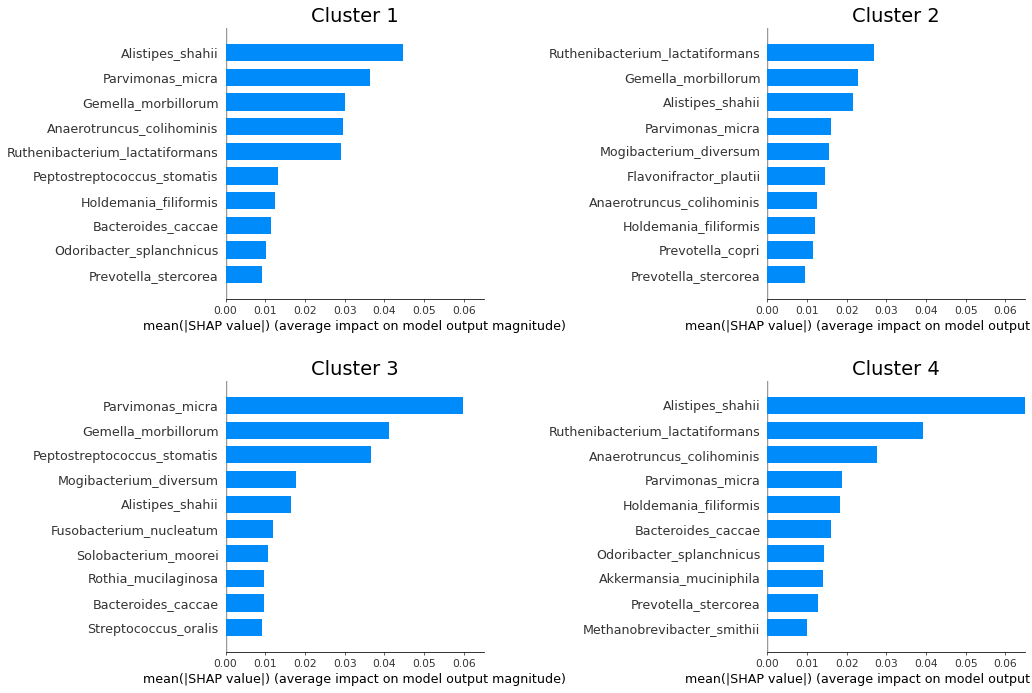 Cluster 1
Alistipes_shahii
Parvimonas_micra
Gemella_morbillorum
Anaerotruncus_colihominis
Ruthenibacterium_lactatiformans
Peptostreptococcus_stomatis
Holdemania_filiformis
Bacteroides_caccae
Odoribacter_splanchnicus
Prevotella_stercorea
0.00 0.01 0.02 0.03 0.04 0.05 0.06
mean(|SHAP value|) (average impact on model output magnitude)
Cluster 2
Ruthenibacterium_lactatiformans
Gemella_morbillorum
Alistipes_shahii
Parvimonas_micra
Mogibacterium_diversum
Flavonifractor_plautii
Anaerotruncus_colihominis
Holdemania_filiformis
Prevotella_copri
Prevotella_stercorea
0.00 0.01 0.02 0.03 0.04 0.05 0.06
mean(|SHAP value|) (average impact on model output
Cluster 3
Parvimonas_micra
Gemella_morbillorum
Peptostreptococcus_stomatis
Mogibacterium_diversum
Alistipes_shahii
Fusobacterium_nucleatum
Solobacterium_moorei
Rothia_mucilaginosa
Bacteroides_caccae
Streptococcus_oralis
0.00 0.01 0.02 0.03 0.04 0.05 0.06
mean(|SHAP value|) (average impact on model output magnitude)
Cluster 4
Alistipes_shahii
Ruthenibacterium_lactatiformans
Anaerotruncus_colihominis
Parvimonas_micra
Holdemania_filiformis
Bacteroides_caccae
Odoribacter_splanchnicus
Akkermansia_muciniphila
Prevotella_stercorea
Methanobrevibacter_smithii
0.00 0.01 0.02 0.03 0.04 0.05 0.06
mean(|SHAP value|) (average impact on model output